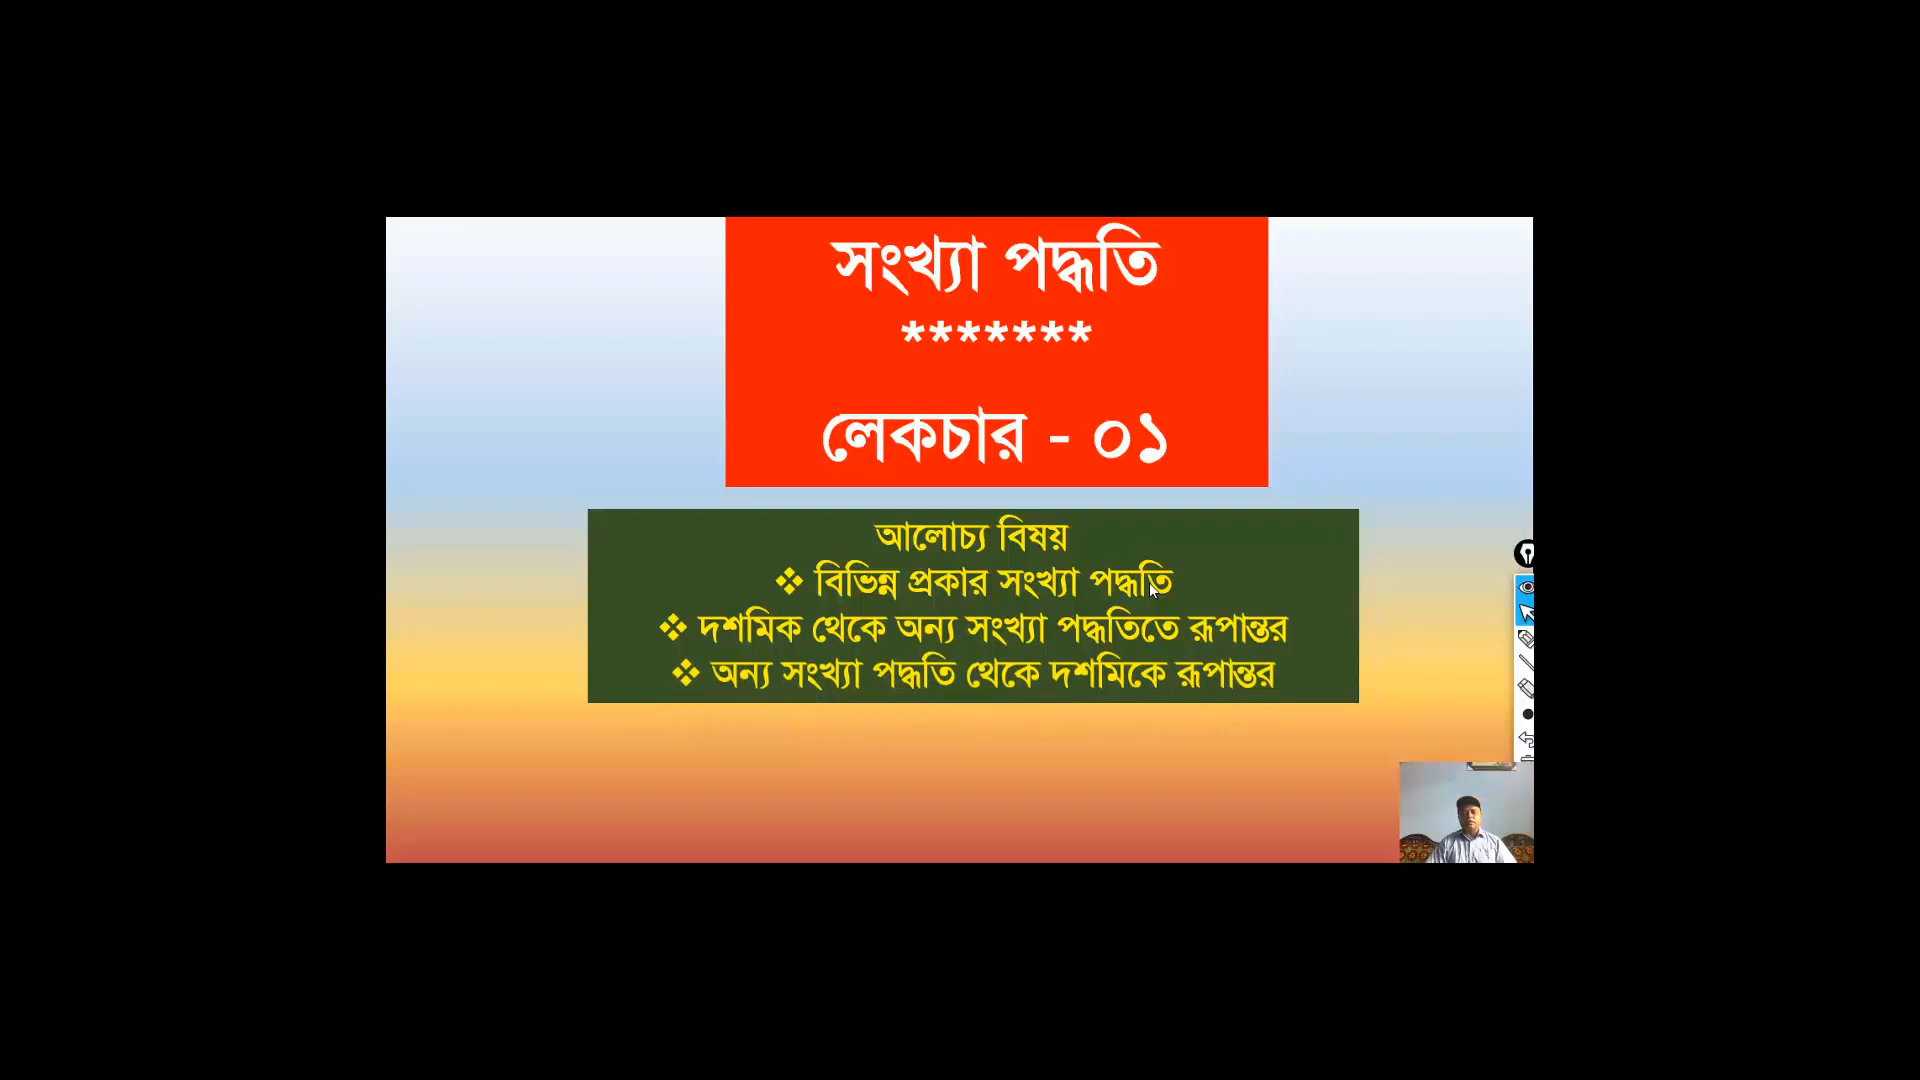 সংখ্যা পদ্ধতি
*******
লেকচার - ০১
আলোচ্য বিষয়
❖ বিভিন্ন প্রকার সংখ্যা পদ্ধতি
❖ দশমিক থেকে অন্য সংখ্যা পদ্ধতিতে রূপান্তর
❖ অন্য সংখ্যা পদ্ধতি থেকে দশমিকে রূপান্তর